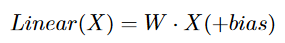 Linear(X) = W · X(+bias)